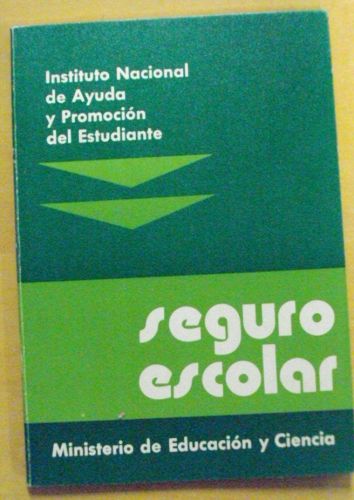 Instituto Nacional
de Ayuda
y Promoción
del Estudiante
seguro
escolar
Ministerio de Educación y Ciencia